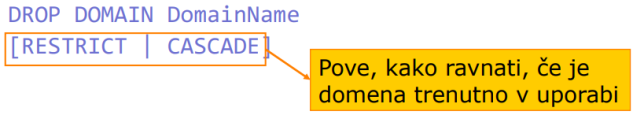 DROP DOMAIN DomainName
[RESTRICT | CASCADE]
Pove, kako ravnati, če je
domena trenutno v uporabi